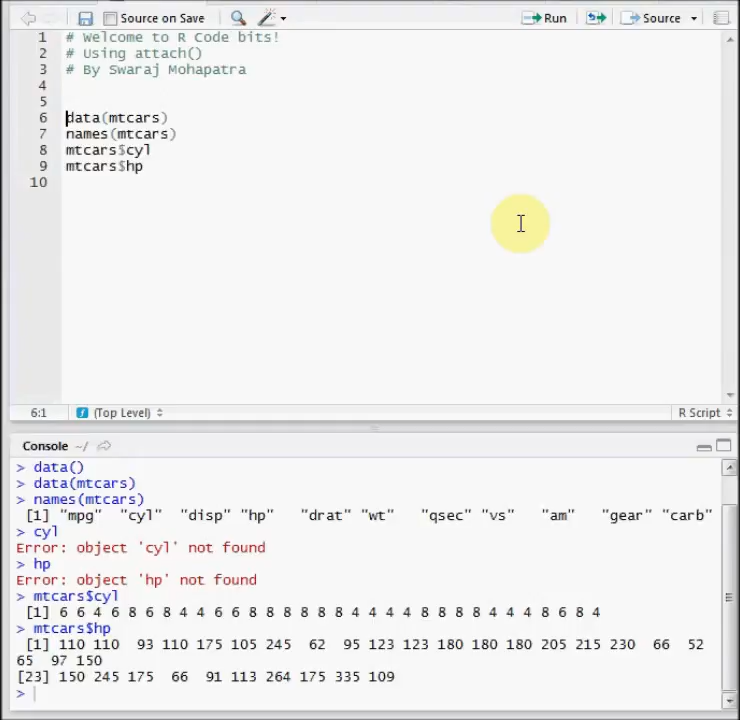 Source on Save Run Source
1 # Welcome to R Code bits!
2 # Using attach()
3 # By Swaraj Mohapatra
4
5
6 data(mtcars)
7 names(mtcars)
8 mtcars$cyl
9 mtcars$hp
10
6:1 (Top Level) R Script
Console ~/
> data()
> data(mtcars)
> names(mtcars)
[1] "mpg" "cyl" "disp" "hp" "drat" "wt" "qsec" "vs" "am" "gear" "carb"
> cyl
Error: object 'cyl' not found
> hp
Error: object 'hp' not found
> mtcars$cyl
[1] 6 6 4 6 8 6 8 4 4 6 6 8 8 8 8 8 8 4 4 4 4 8 8 8 8 4 4 4 8 6 8 4
> mtcars$hp
[1] 110 110 93 110 175 105 245 62 95 123 123 180 180 180 205 215 230 66 52
65 97 150
[23] 150 245 175 66 91 113 264 175 335 109
>